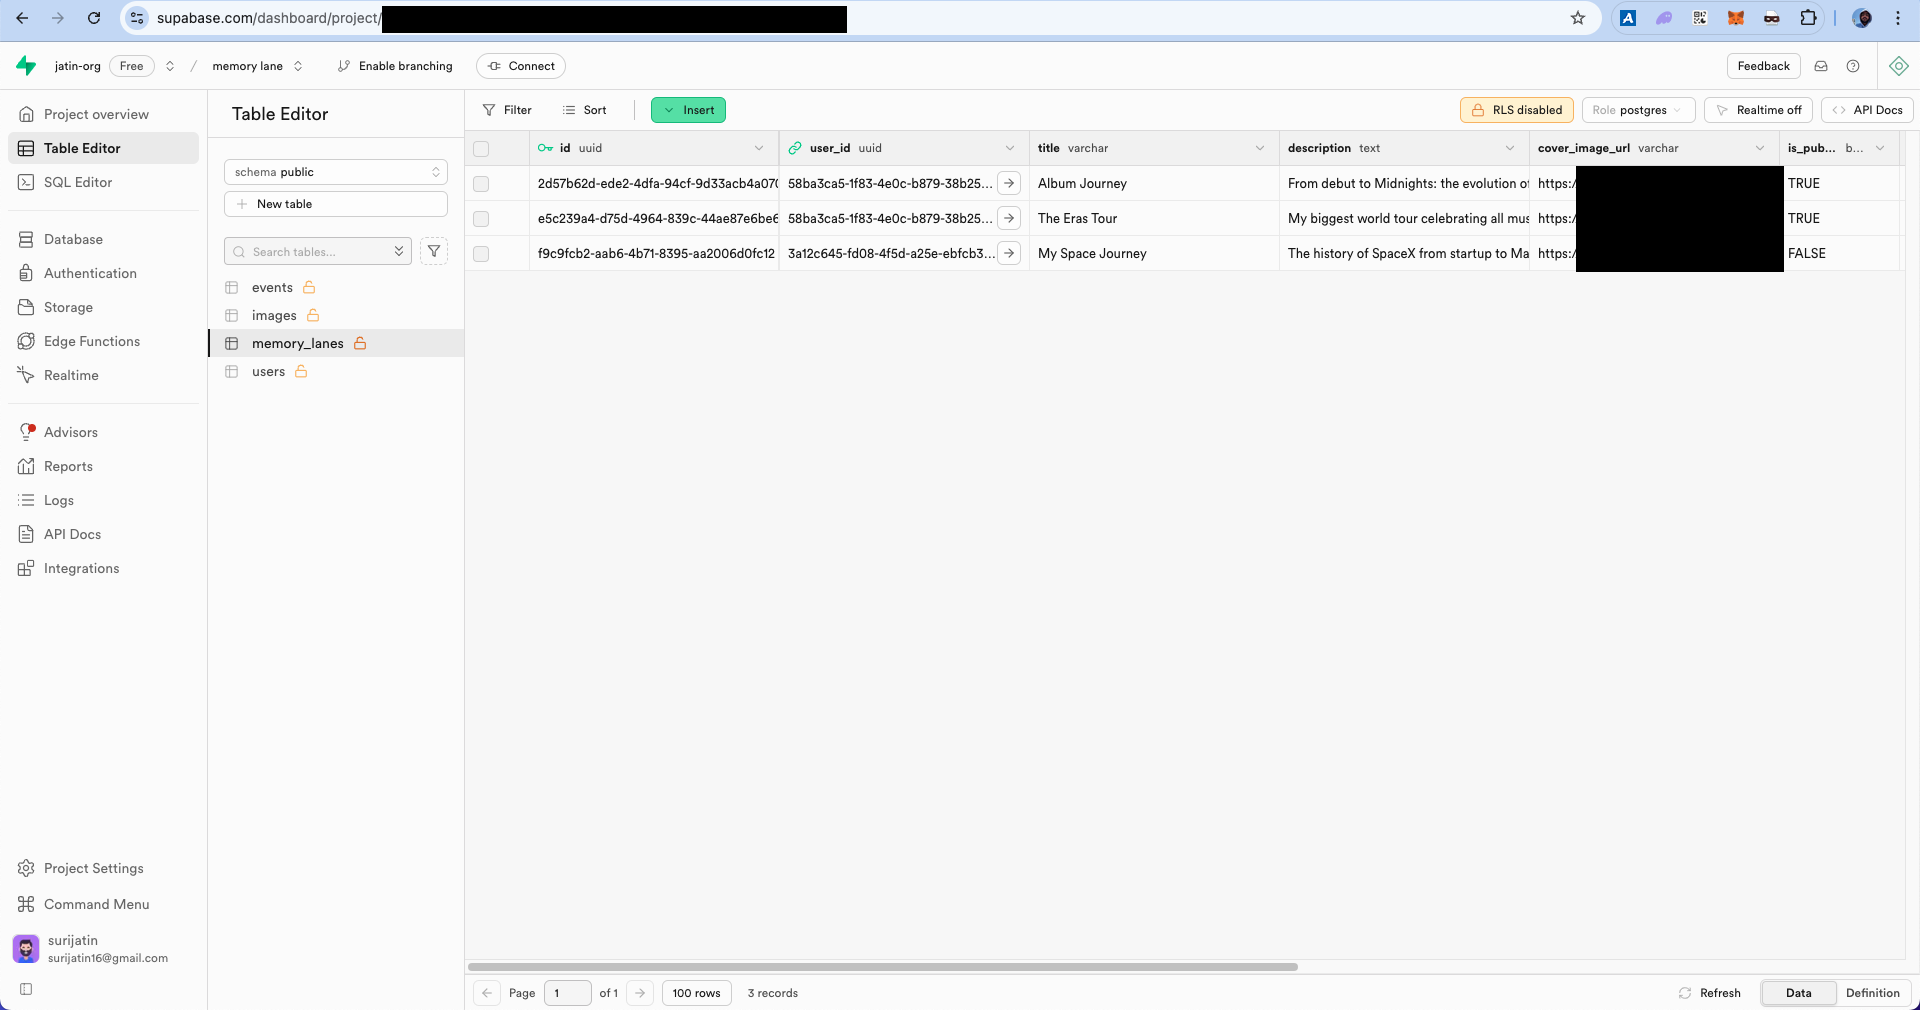 supabase.com/dashboard/project/
jatin-org Free / memory lane Enable branching Connect Feedback
Project overview
Table Editor
SQL Editor
Database
Authentication
Storage
Edge Functions
Realtime
Advisors
Reports
Logs
API Docs
Integrations
Project Settings
Command Menu
surijatin
surijatin16@gmail.com
Table Editor
schema public
New table
Search tables...
events
images
memory_lanes
users
Filter Sort Insert RLS disabled Role postgres Realtime off API Docs
id uuid user_id uuid title varchar description text cover_image_url varchar is_pub... b...
2d57b62d-ede2-4dfa-94cf-9d33acb4a070 58ba3ca5-1f83-4e0c-b879-38b25... Album Journey From debut to Midnights: the evolution of https:/ TRUE
e5c239a4-d75d-4964-839c-44ae87e6be6 58ba3ca5-1f83-4e0c-b879-38b25... The Eras Tour My biggest world tour celebrating all mus https:/ TRUE
f9c9fcb2-aab6-4b71-8395-aa2006d0fc12 3a12c645-fd08-4f5d-a25e-ebfcb3... My Space Journey The history of SpaceX from startup to Ma https:/ FALSE
Page 1 of 1 100 rows 3 records Refresh Data Definition